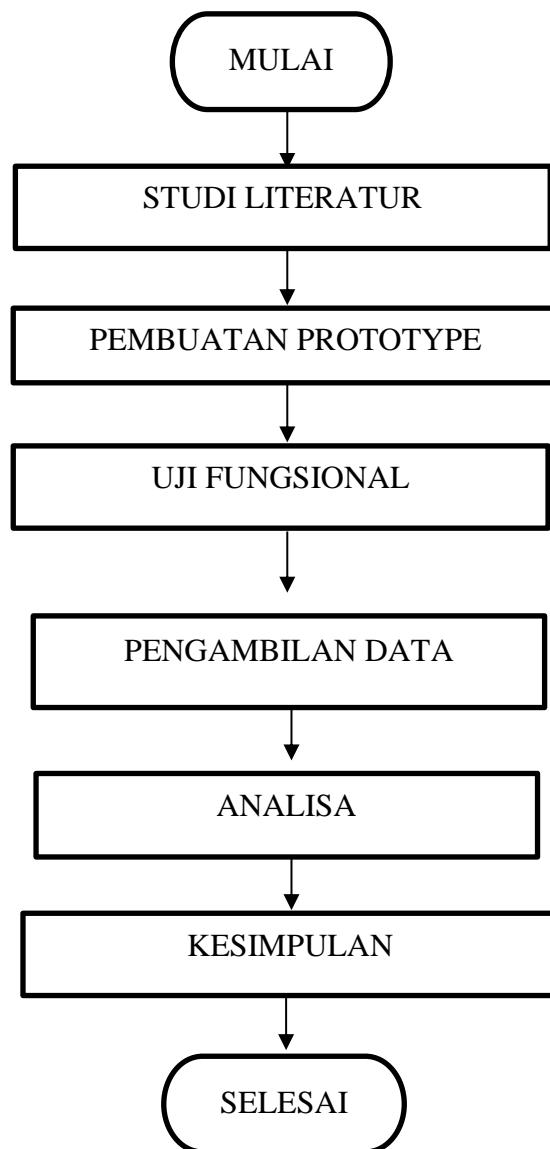 MULAI
STUDI LITERATUR
PEMBUATAN PROTOTYPE
UJI FUNGSIONAL
PENGAMBILAN DATA
ANALISA
KESIMPULAN
SELESAI